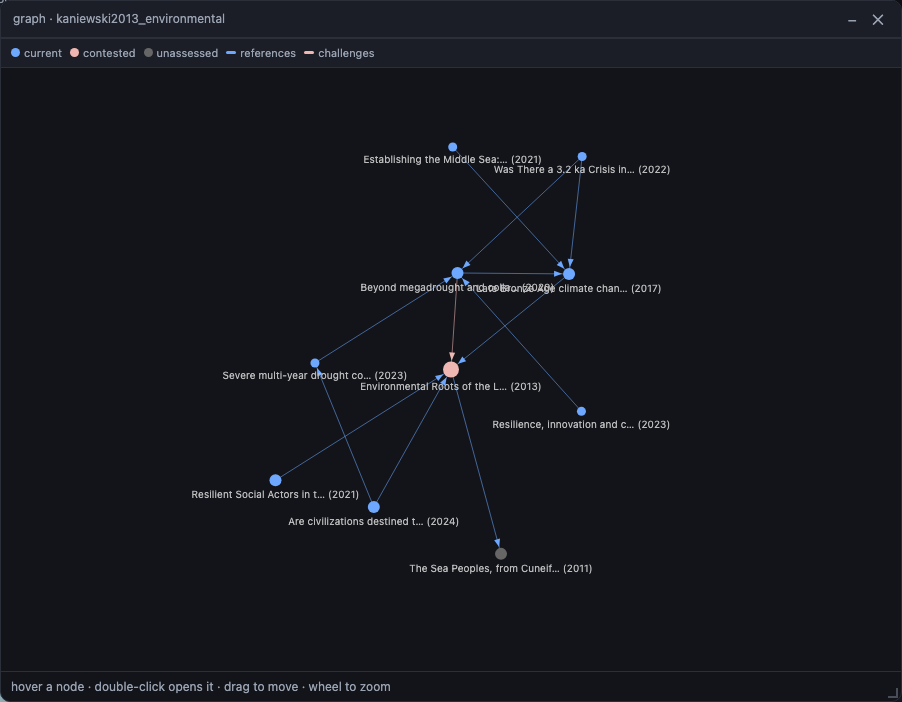 graph · kaniewski2013_environmental
current contested unassessed references challenges
Establishing the Middle Sea:... (2021)
Was There a 3.2 ka Crisis in... (2022)
Beyond megadrought and
Bronze Age climate chan... (2017)
Severe multi-year drought co... (2023)
Environmental Roots of the L... (2013)
Resilience, innovation and c... (2023)
Resilient Social Actors in t... (2021)
Are civilizations destined t... (2024)
The Sea Peoples, from Cuneif... (2011)
hover a node · double-click opens it · drag to move · wheel to zoom